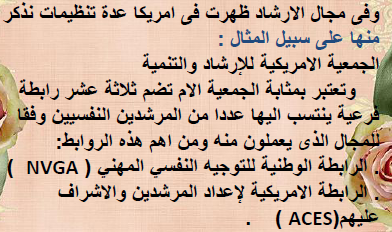 وفى مجال الارشاد ظهرت فى امريكا عدة تنظيمات نذكر
منها على سبيل المثال :
الجمعية الامريكية للإرشاد والتنمية
وتعتبر بمثابة الجمعية الام تضم ثلاثة عشر رابطة
فرعية ينتسب اليها عددا من المرشدين النفسيين وفقا
للمجال الذى يعملون منه ومن اهم هذه الروابط:
. الرابطة الوطنية للتوجيه النفسي المهني ( NVGA )
. الرابطة الامريكية لإعداد المرشدين والاشراف
عليهم(ACES ) .